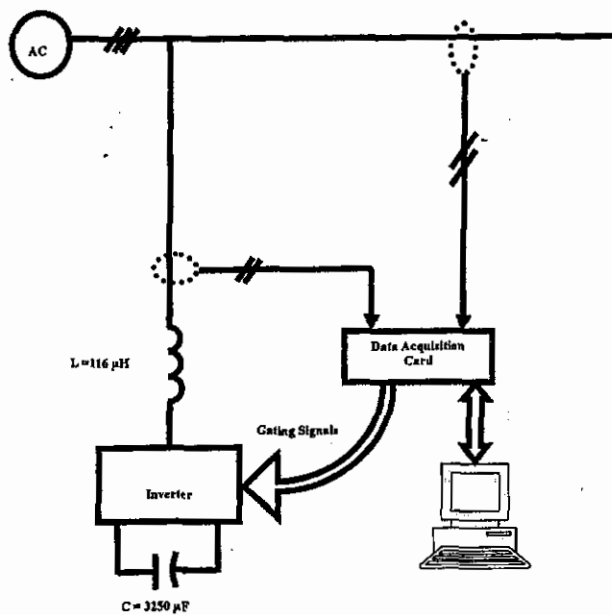 AC
L = 116 μH
Data Acquisition
Card
Gating Signals
Inverter
C = 3250 μF